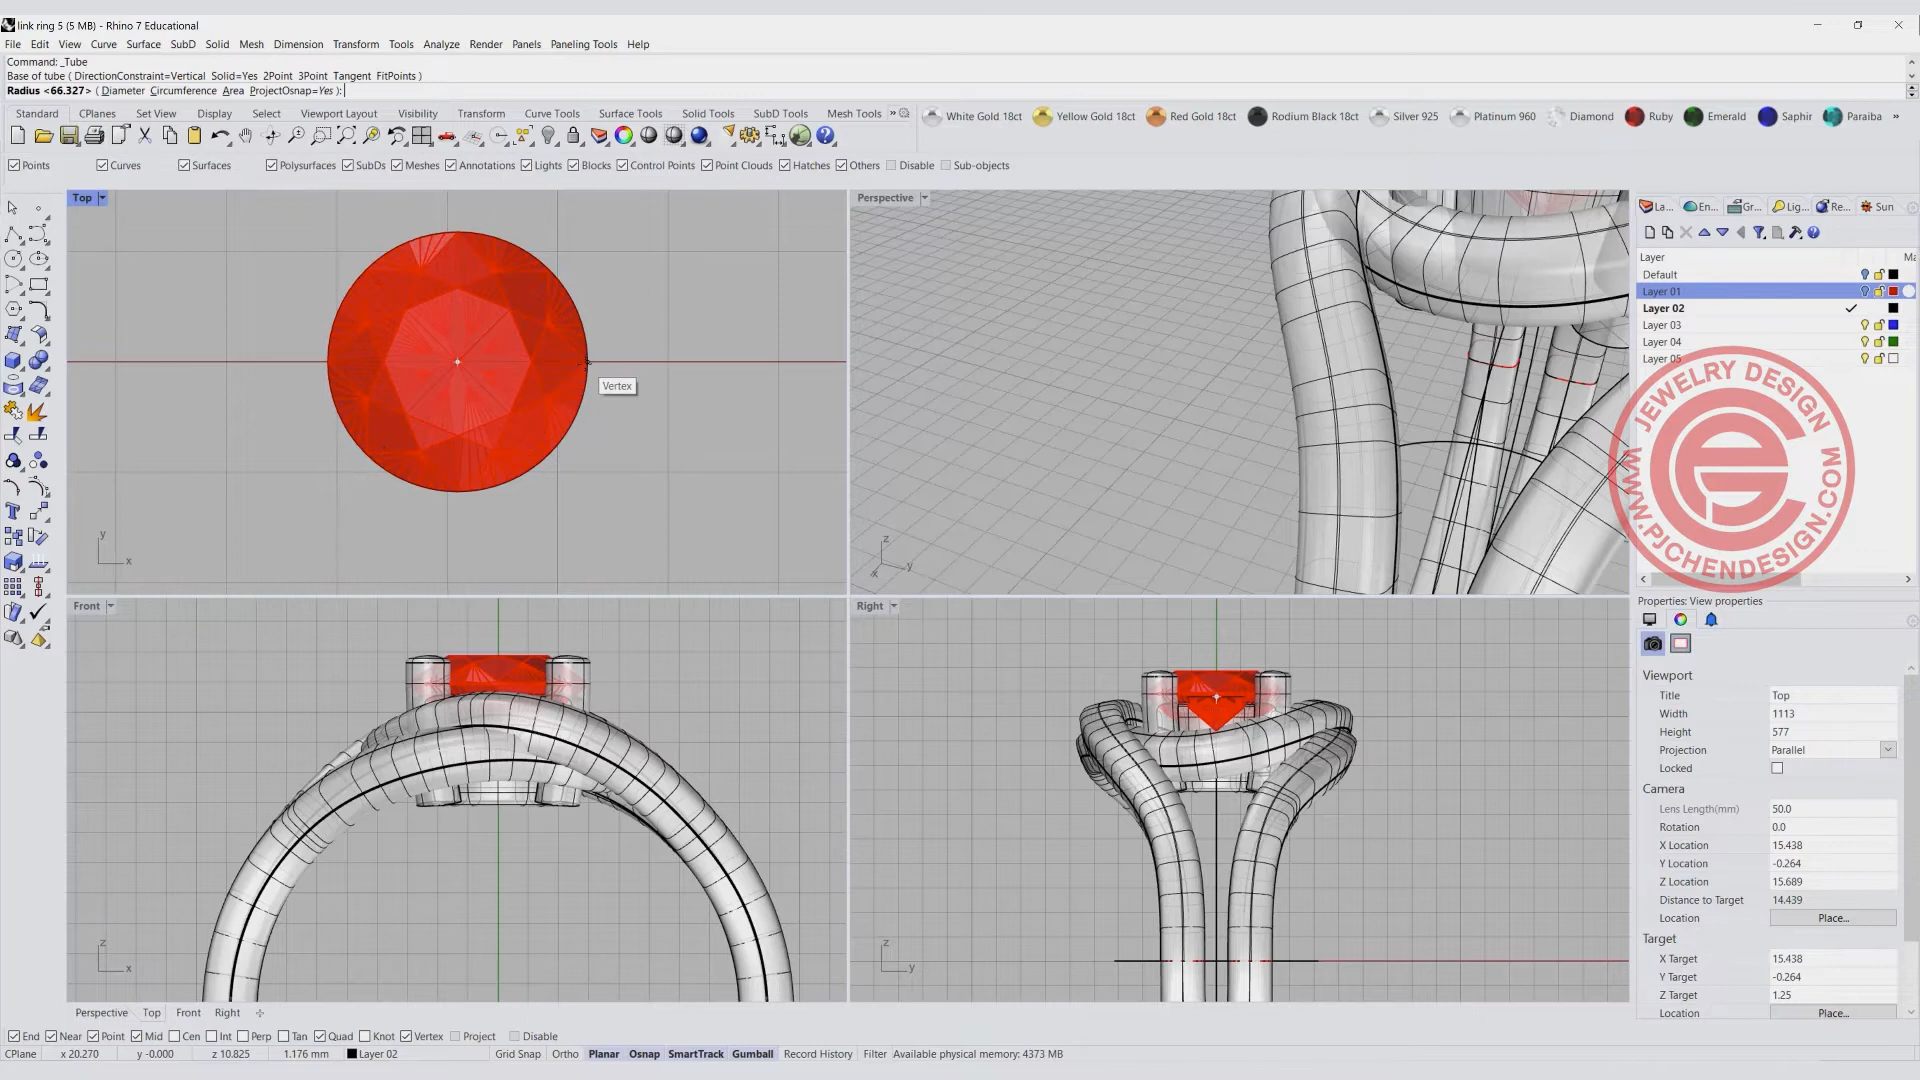 link ring 5 (5 MB) - Rhino 7 Educational
File Edit View Curve Surface SubD Solid Mesh Dimension Transform Tools Analyze Render Panels Paneling Tools Help
Command: _Tube
Base of tube ( DirectionConstraint=Vertical Solid=Yes 2Point 3Point Tangent FitPoints )
Radius <66.327> ( Diameter Circumference Area ProjectOsnap=Yes ):
Standard CPlanes Set View Display Select Viewport Layout Visibility Transform Curve Tools Surface Tools Solid Tools SubD Tools Mesh Tools »
White Gold 18ct Yellow Gold 18ct Red Gold 18ct Rodium Black 18ct Silver 925 Platinum 960 Diamond Ruby Emerald Saphir Paraiba »
Points Curves Surfaces Polysurfaces SubDs Meshes Annotations Lights Blocks Control Points Point Clouds Hatches Others Disable Sub-objects
Top
Vertex
y
x
Perspective
z
x
y
Front
z
x
Right
z
y
La... En... Gr... Lig... Re... Sun
Layer Ma
Default
Layer 01
Layer 02
Layer 03
Layer 04
Layer 05
JEWELRY DESIGN
WWW.PJCHENDESIGN.COM
Properties: View properties
Viewport
Title Top
Width 1113
Height 577
Projection Parallel
Locked
Camera
Lens Length(mm) 50.0
Rotation 0.0
X Location 15.438
Y Location -0.264
Z Location 15.689
Distance to Target 14.439
Location Place...
Target
X Target 15.438
Y Target -0.264
Z Target 1.25
Location Place...
Perspective Top Front Right
End Near Point Mid Cen Int Perp Tan Quad Knot Vertex Project Disable
CPlane x 20.270 y -0.000 z 10.825 1.176 mm Layer 02 Grid Snap Ortho Planar Osnap SmartTrack Gumball Record History Filter Available physical memory: 4373 MB